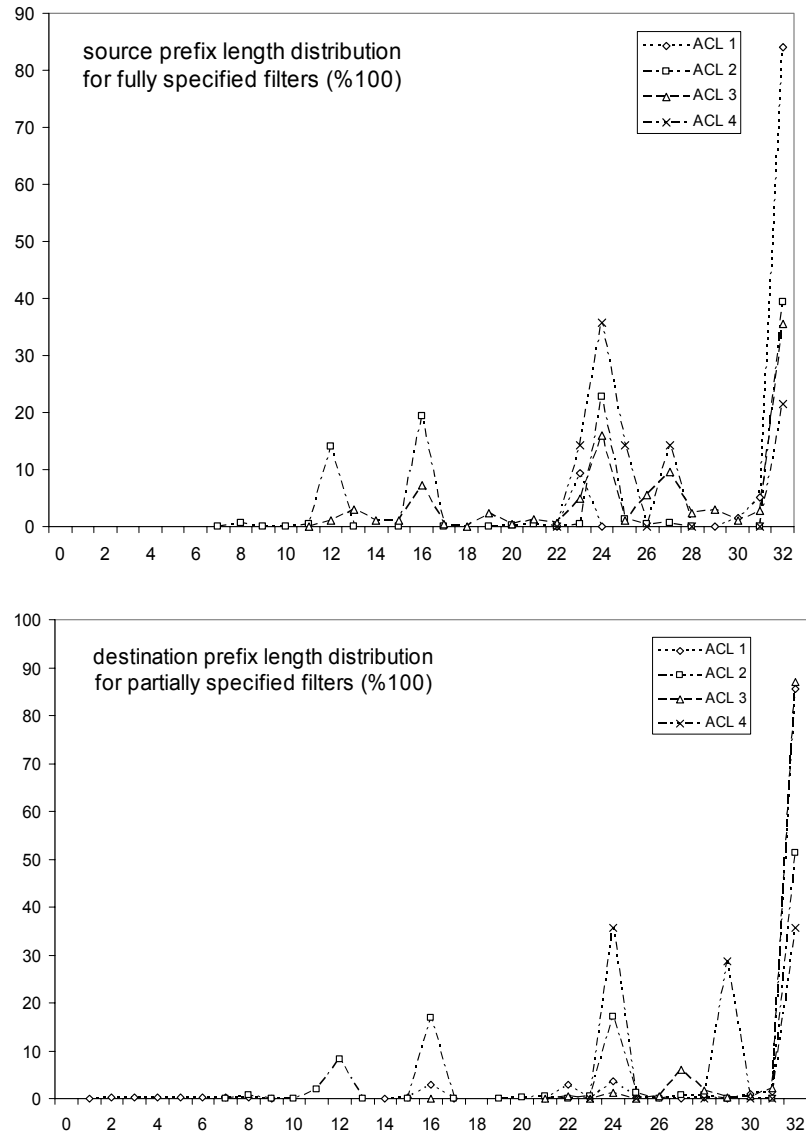 90
80
70
60
50
40
30
20
10
0
source prefix length distribution
for fully specified filters (%100)
ACL 1
ACL 2
ACL 3
ACL 4
0 2 4 6 8 10 12 14 16 18 20 22 24 26 28 30 32
100
90
80
70
60
50
40
30
20
10
0
destination prefix length distribution
for partially specified filters (%100)
ACL 1
ACL 2
ACL 3
ACL 4
0 2 4 6 8 10 12 14 16 18 20 22 24 26 28 30 32